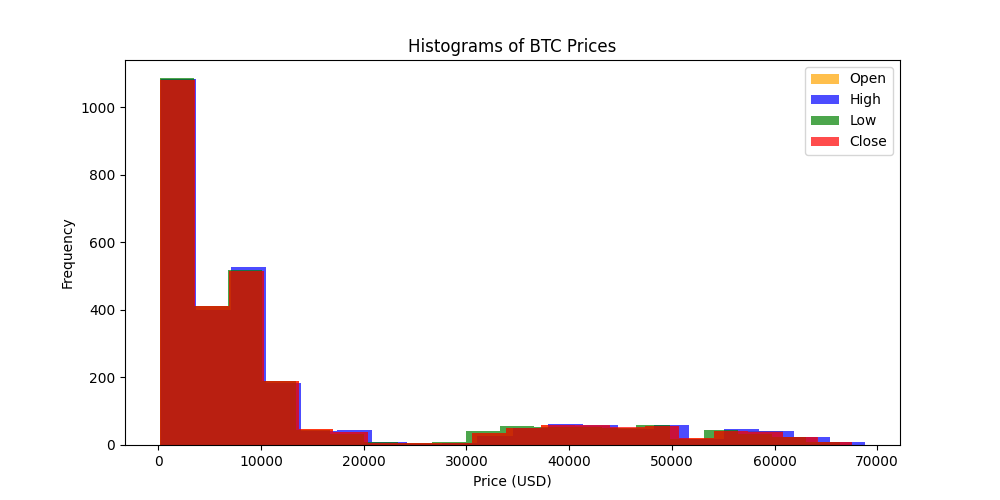 Histograms of BTC Prices
Open
High
Low
Close
1000
800
600
400
200
0
Frequency
0 10000 20000 30000 40000 50000 60000 70000
Price (USD)